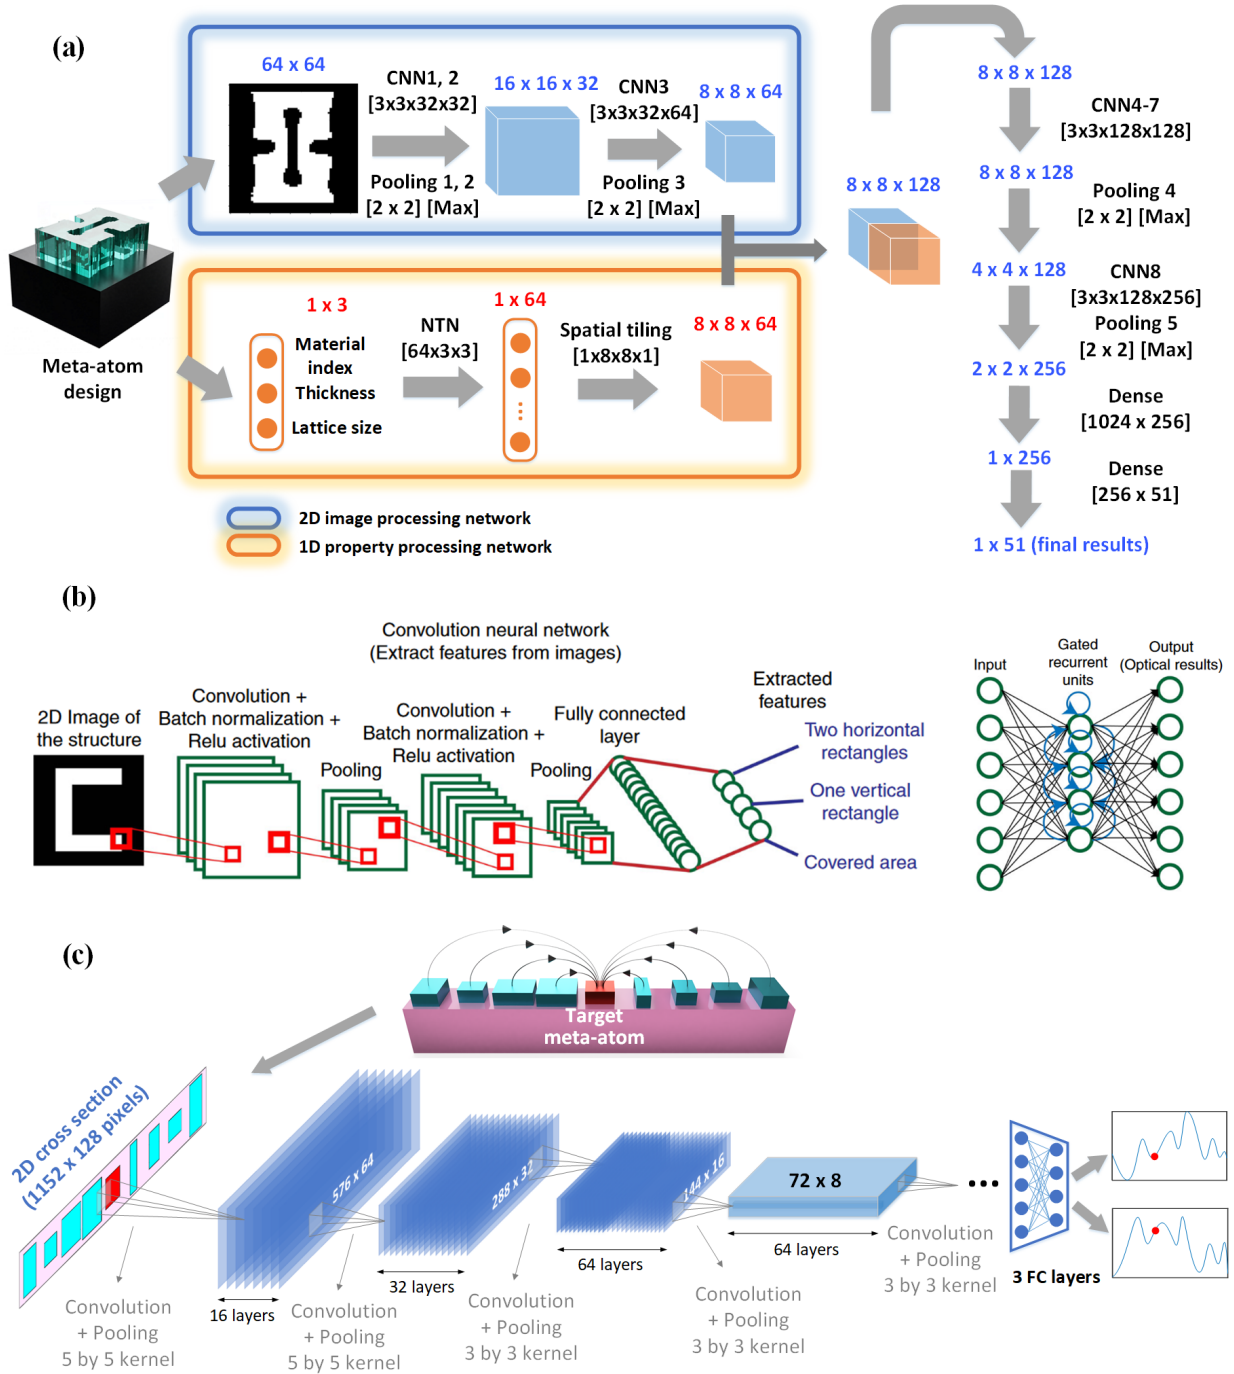 (a)
64 x 64
CNN1, 2
[3x3x32x32]
Pooling 1, 2
[2 x 2] [Max]
16 x 16 x 32
CNN3
[3x3x32x64]
Pooling 3
[2 x 2] [Max]
8 x 8 x 64
Meta-atom
design
1 x 3
Material
index
Thickness
Lattice size
NTN
[64x3x3]
1 x 64
Spatial tiling
[1x8x8x1]
8 x 8 x 64
8 x 8 x 128
2D image processing network
1D property processing network
8 x 8 x 128
CNN4-7
[3x3x128x128]
8 x 8 x 128
Pooling 4
[2 x 2] [Max]
4 x 4 x 128
CNN8
[3x3x128x256]
Pooling 5
[2 x 2] [Max]
2 x 2 x 256
Dense
[1024 x 256]
1 x 256
Dense
[256 x 51]
1 x 51 (final results)
(b)
Convolution neural network
(Extract features from images)
2D Image of
the structure
Convolution +
Batch normalization +
Relu activation
Pooling
Convolution +
Batch normalization +
Relu activation
Pooling
Fully connected
layer
Extracted
features
Two horizontal
rectangles
One vertical
rectangle
Covered area
Input
Gated
recurrent
units
Output
(Optical results)
(c)
Target
meta-atom
2D cross section
(1152 x 128 pixels)
576 x 64
288 x 32
144 x 16
72 x 8
16 layers
32 layers
64 layers
64 layers
Convolution
+ Pooling
5 by 5 kernel
Convolution
+ Pooling
5 by 5 kernel
Convolution
+ Pooling
3 by 3 kernel
Convolution
+ Pooling
3 by 3 kernel
Convolution
+ Pooling
3 by 3 kernel
3 FC layers